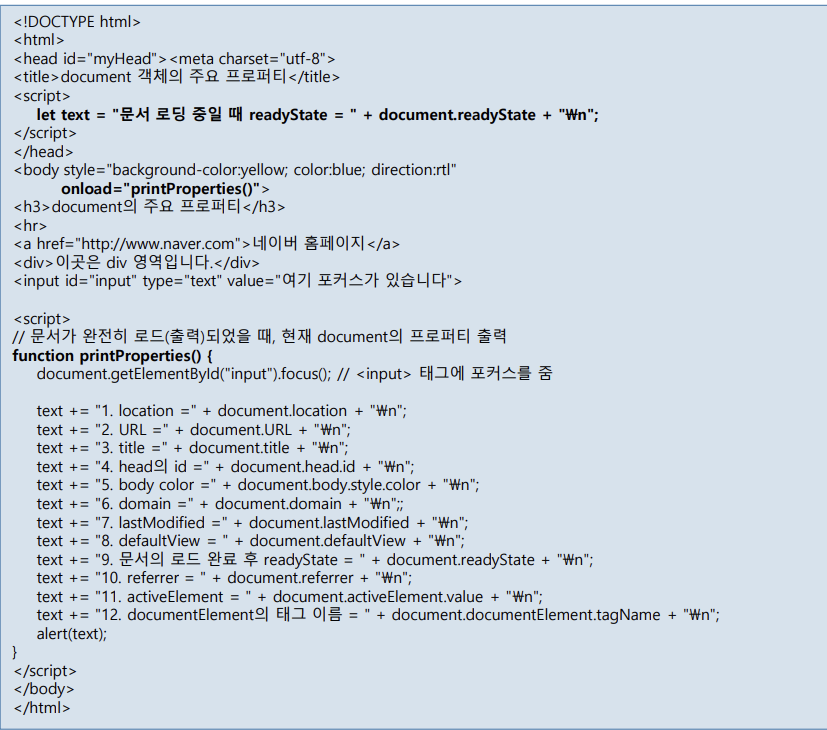 <!DOCTYPE html>
<html>
<head id="myHead"><meta charset="utf-8">
<title>document 객체의 주요 프로퍼티</title>
<script>
let text = "문서 로딩 중일 때 readyState = " + document.readyState + "₩n";
</script>
</head>
<body style="background-color:yellow; color:blue; direction:rtl"
onload="printProperties()">
<h3>document의 주요 프로퍼티</h3>
<hr>
<a href="http://www.naver.com">네이버 홈페이지</a>
<div>이곳은 div 영역입니다.</div>
<input id="input" type="text" value="여기 포커스가 있습니다">
<script>
// 문서가 완전히 로드(출력)되었을 때, 현재 document의 프로퍼티 출력
function printProperties() {
document.getElementById("input").focus(); // <input> 태그에 포커스를 줌
text += "1. location =" + document.location + "₩n";
text += "2. URL =" + document.URL + "₩n";
text += "3. title =" + document.title + "₩n";
text += "4. head의 id =" + document.head.id + "₩n";
text += "5. body color =" + document.body.style.color + "₩n";
text += "6. domain =" + document.domain + "₩n";;
text += "7. lastModified =" + document.lastModified + "₩n";
text += "8. defaultView = " + document.defaultView + "₩n";
text += "9. 문서의 로드 완료 후 readyState = " + document.readyState + "₩n";
text += "10. referrer = " + document.referrer + "₩n";
text += "11. activeElement = " + document.activeElement.value + "₩n";
text += "12. documentElement의 태그 이름 = " + document.documentElement.tagName + "₩n";
alert(text);
}
</script>
</body>
</html>